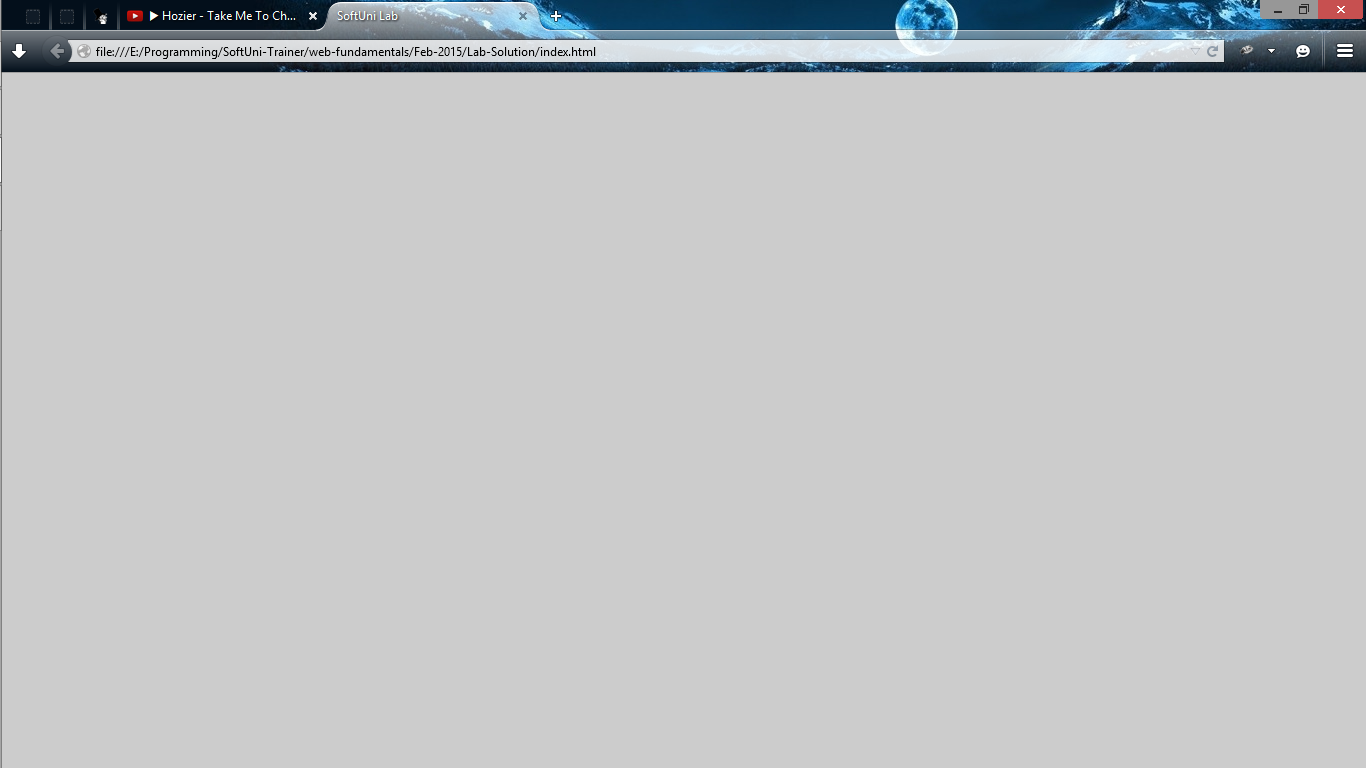 ▶ Hozier - Take Me To Ch...
SoftUni Lab
file:///E:/Programming/SoftUni-Trainer/web-fundamentals/Feb-2015/Lab-Solution/index.html